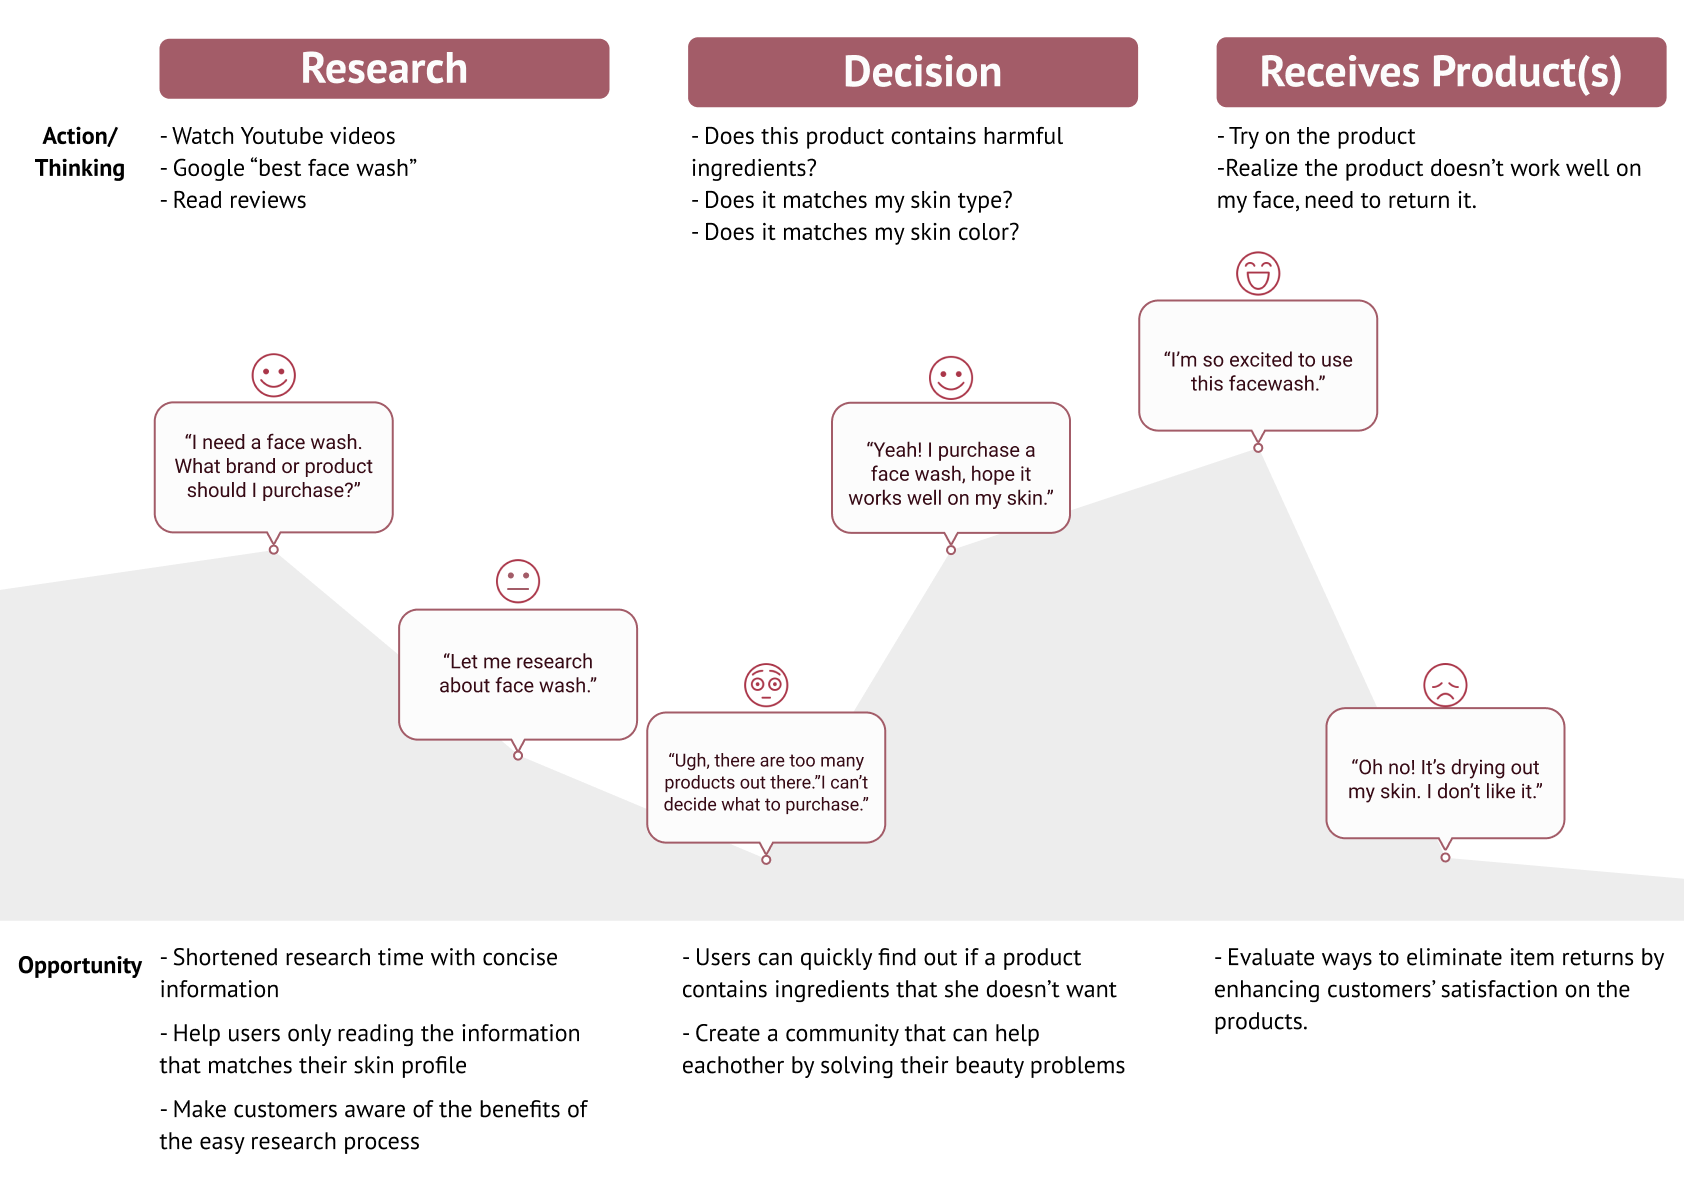 Research
Decision
Receives Product(s)
Action/
Thinking
- Watch Youtube videos
- Google “best face wash”
- Read reviews
- Does this product contains harmful
ingredients?
- Does it matches my skin type?
- Does it matches my skin color?
- Try on the product
-Realize the product doesn’t work well on
my face, need to return it.
“I need a face wash.
What brand or product
should I purchase?”
“Let me research
about face wash.”
“Ugh, there are too many
products out there.”I can’t
decide what to purchase.”
“Yeah! I purchase a
face wash, hope it
works well on my skin.”
“I’m so excited to use
this facewash.”
“Oh no! It’s drying out
my skin. I don’t like it.”
Opportunity
- Shortened research time with concise
information
- Help users only reading the information
that matches their skin profile
- Make customers aware of the benefits of
the easy research process
- Users can quickly find out if a product
contains ingredients that she doesn’t want
- Create a community that can help
eachother by solving their beauty problems
- Evaluate ways to eliminate item returns by
enhancing customers’ satisfaction on the
products.